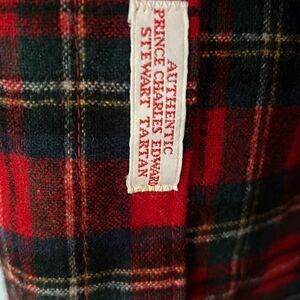 AUTHENTIC
PRINCE CHARLES EDWARD
STEWART TARTAN